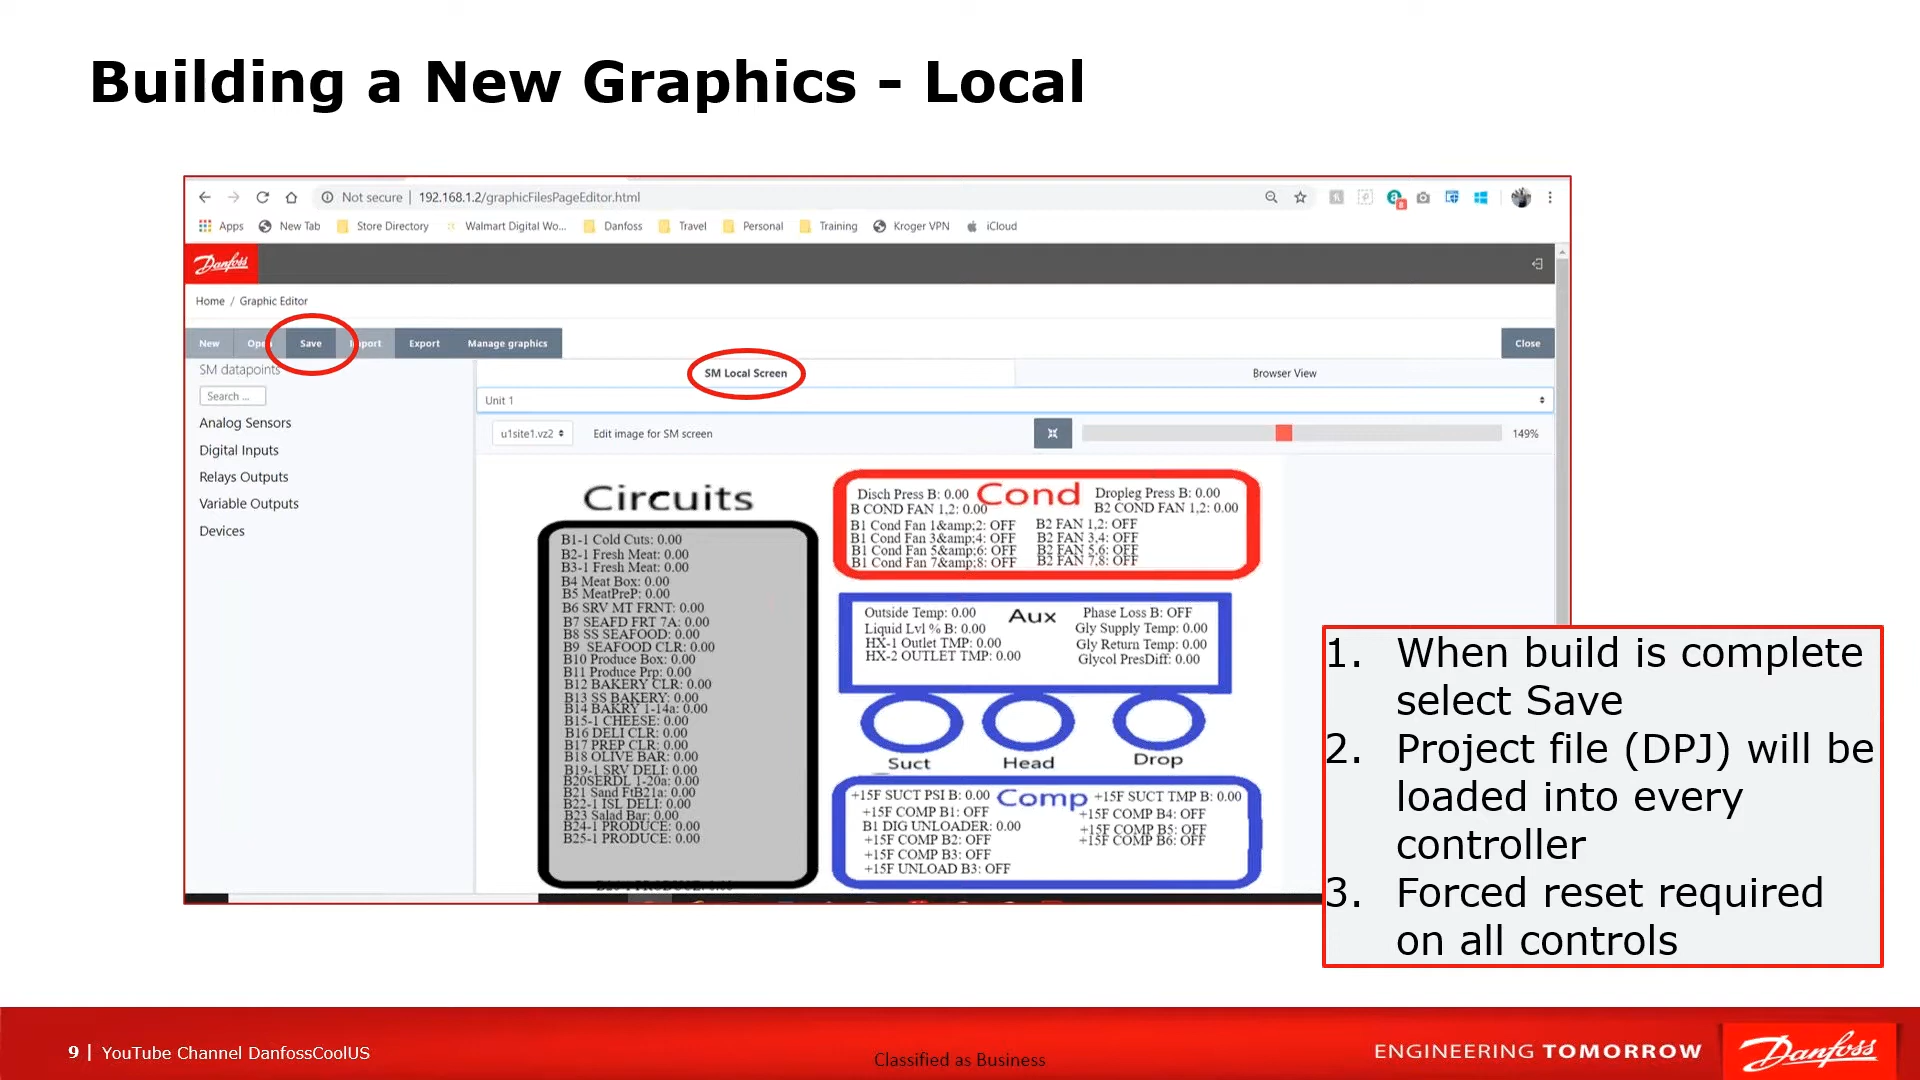 Building a New Graphics - Local
Not secure | 192.168.1.2/graphicFilesPageEditor.html
Apps New Tab Store Directory Walmart Digital Wo... Danfoss Travel Personal Training Kroger VPN iCloud
Danfoss
Home / Graphic Editor
New Open Save Import Export Manage graphics Close
SM datapoints
Search ...
Analog Sensors
Digital Inputs
Relays Outputs
Variable Outputs
Devices
SM Local Screen Browser View
Unit 1
u1site1.vz2 Edit image for SM screen 149%
Circuits
B1-1 Cold Cuts: 0.00
B2-1 Fresh Meat: 0.00
B3-1 Fresh Meat: 0.00
B4 Meat Box: 0.00
B5 MeatPreP: 0.00
B6 SRV MT FRNT: 0.00
B7 SEAFD FRT 7A: 0.00
B8 SS SEAFOOD: 0.00
B9 SEAFOOD CLR: 0.00
B10 Produce Box: 0.00
B11 Produce Prp: 0.00
B12 BAKERY CLR: 0.00
B13 SS BAKERY: 0.00
B14 BAKRY 1-14a: 0.00
B15-1 CHEESE: 0.00
B16 DELI CLR: 0.00
B17 PREP CLR: 0.00
B18 OLIVE BAR: 0.00
B19-1 SRV DELI: 0.00
B20SERDL 1-20a: 0.00
B21 Sand FtB21a: 0.00
B22-1 ISL DELI: 0.00
B23 Salad Bar: 0.00
B24-1 PRODUCE: 0.00
B25-1 PRODUCE: 0.00
Disch Press B: 0.00 Cond Dropleg Press B: 0.00
B COND FAN 1,2: 0.00 B2 COND FAN 1,2: 0.00
B1 Cond Fan 1&amp;2: OFF B2 FAN 1,2: OFF
B1 Cond Fan 3&amp;4: OFF B2 FAN 3,4: OFF
B1 Cond Fan 5&amp;6: OFF B2 FAN 5,6: OFF
B1 Cond Fan 7&amp;8: OFF B2 FAN 7,8: OFF
Outside Temp: 0.00 Aux Phase Loss B: OFF
Liquid Lvl % B: 0.00 Gly Supply Temp: 0.00
HX-1 Outlet TMP: 0.00 Gly Return Temp: 0.00
HX-2 OUTLET TMP: 0.00 Glycol PresDiff: 0.00
Suct Head Drop
+15F SUCT PSI B: 0.00 Comp +15F SUCT TMP B: 0.00
+15F COMP B1: OFF +15F COMP B4: OFF
B1 DIG UNLOADER: 0.00 +15F COMP B5: OFF
+15F COMP B2: OFF +15F COMP B6: OFF
+15F COMP B3: OFF
+15F UNLOAD B3: OFF
1. When build is complete
select Save
2. Project file (DPJ) will be
loaded into every
controller
3. Forced reset required
on all controls
9 | YouTube Channel DanfossCoolUS
Classified as Business
ENGINEERING TOMORROW
Danfoss